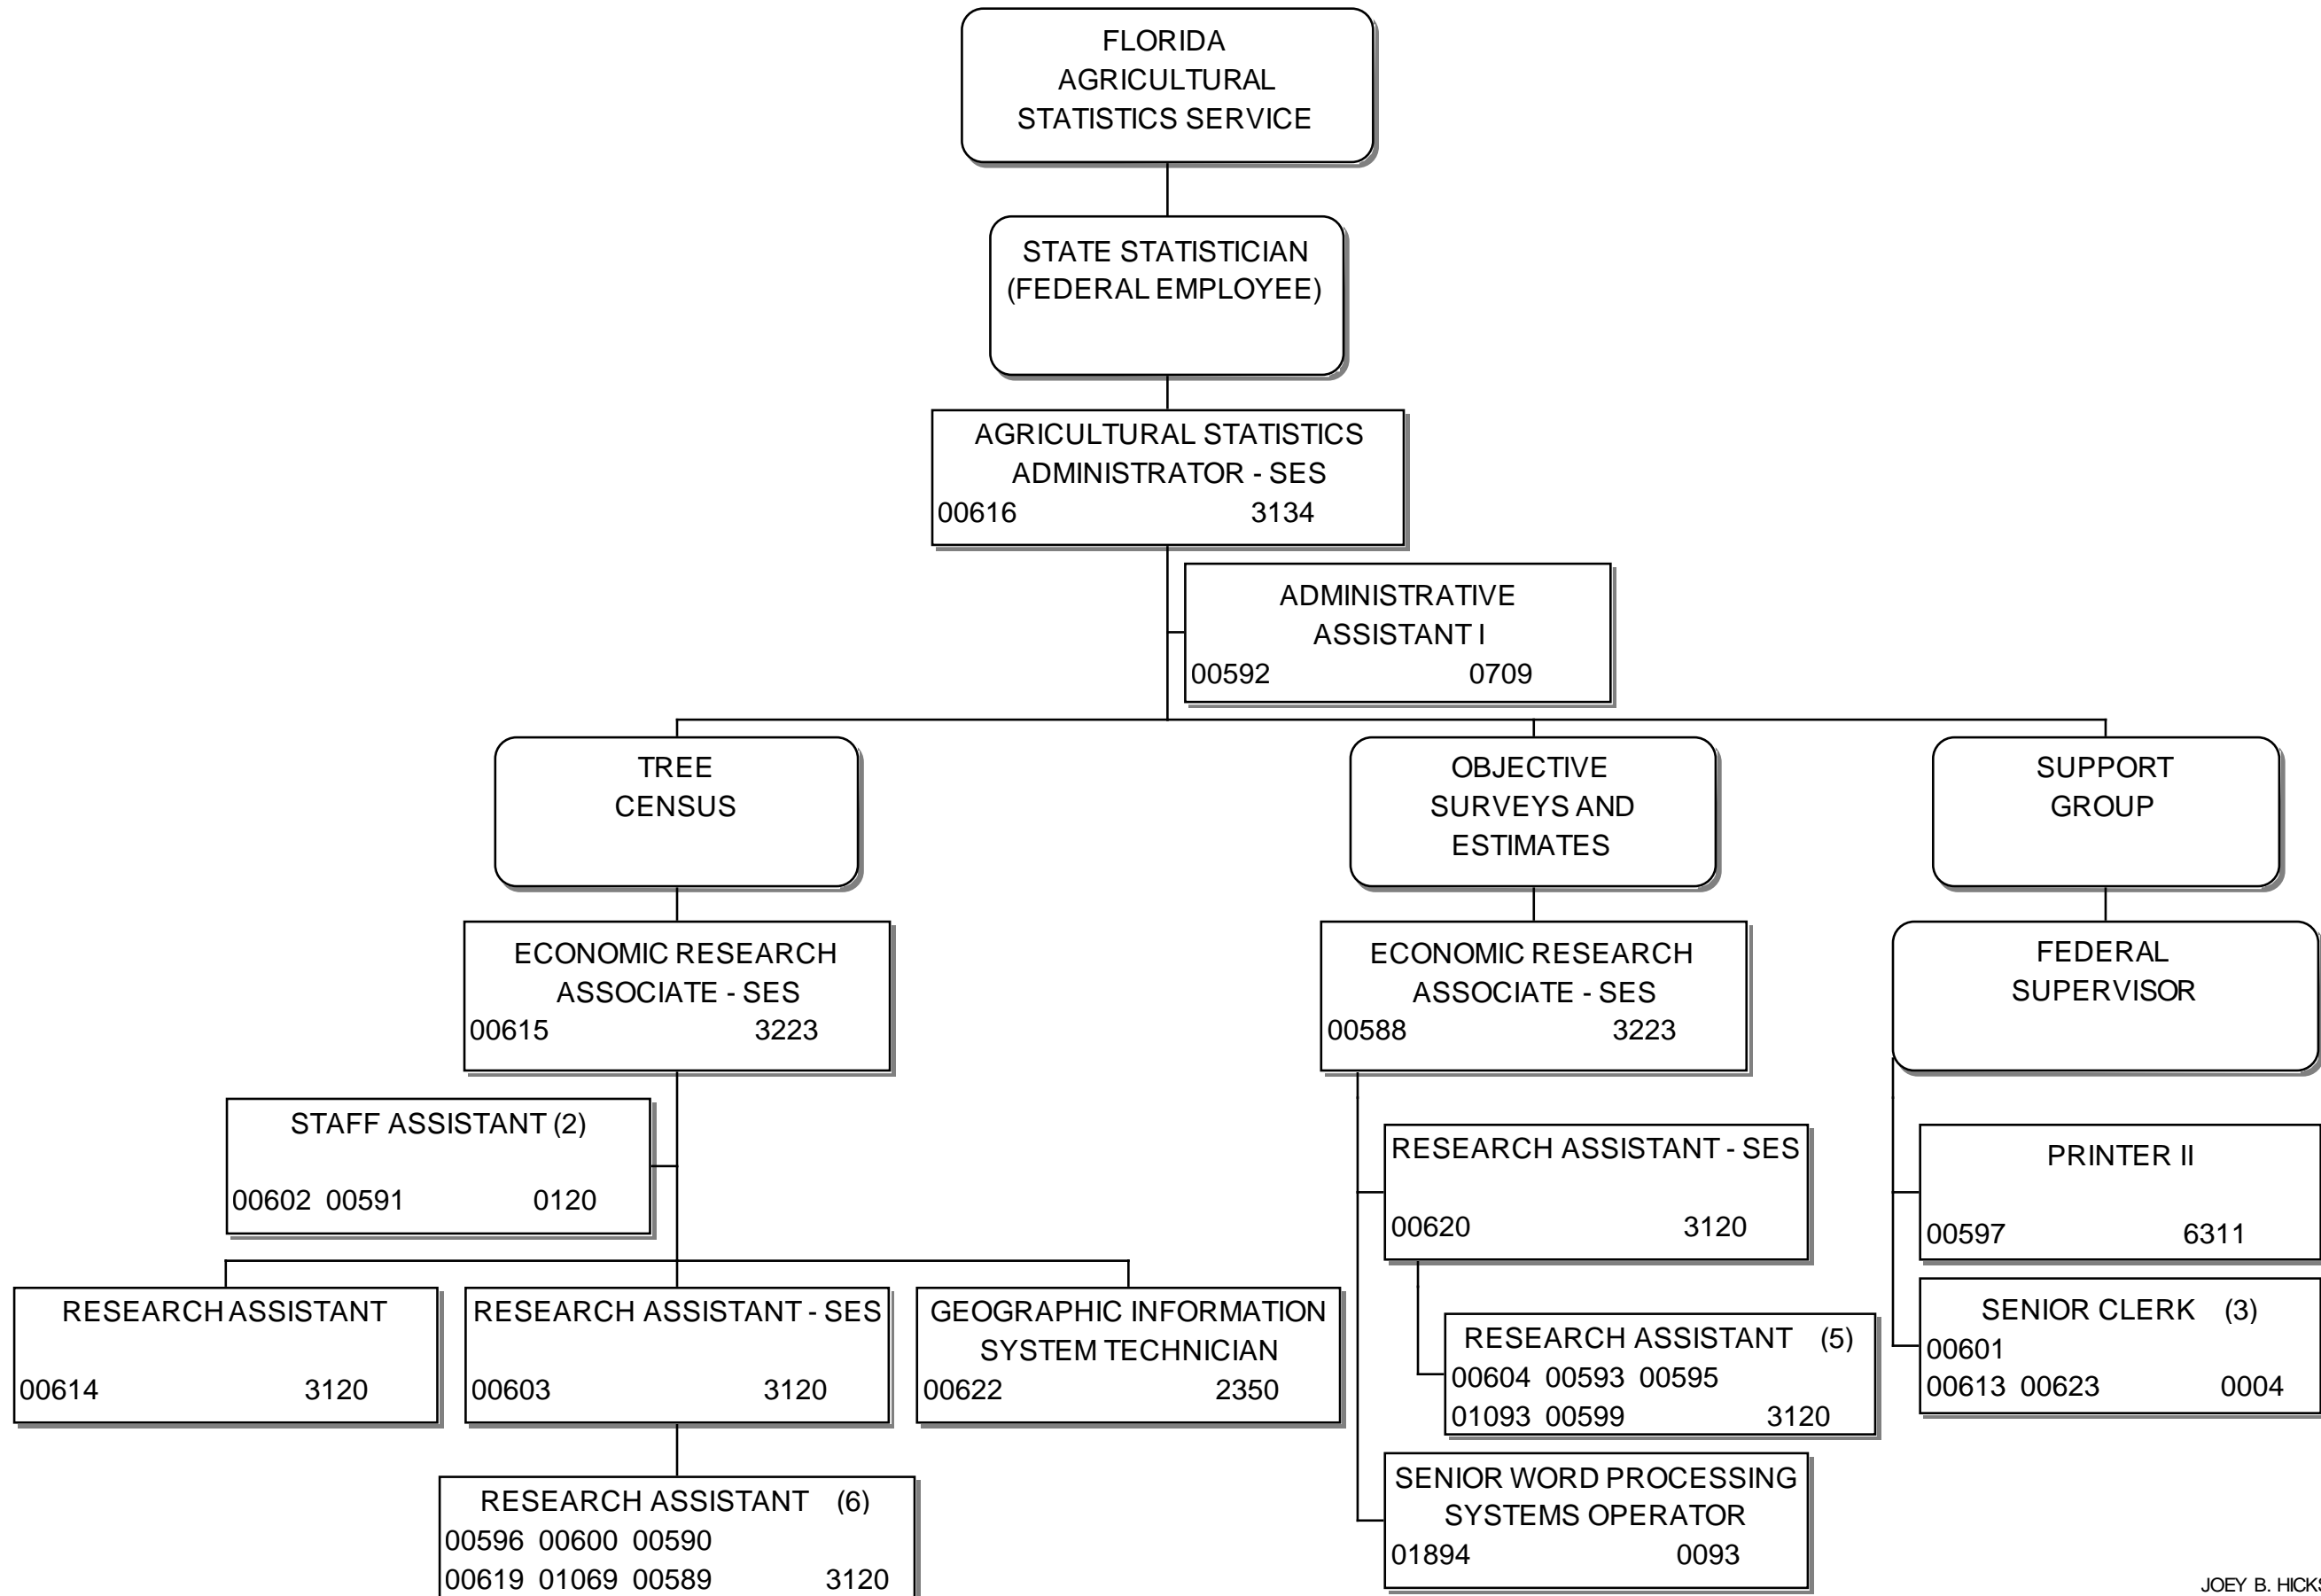 FLORIDA
AGRICULTURAL
STATISTICS SERVICE
STATE STATISTICIAN
(FEDERAL EMPLOYEE)
AGRICULTURAL STATISTICS
ADMINISTRATOR - SES
00616 3134
ADMINISTRATIVE
ASSISTANT I
00592 0709
TREE
CENSUS
OBJECTIVE
SURVEYS AND
ESTIMATES
SUPPORT
GROUP
ECONOMIC RESEARCH
ASSOCIATE - SES
00615 3223
ECONOMIC RESEARCH
ASSOCIATE - SES
00588 3223
FEDERAL
SUPERVISOR
STAFF ASSISTANT (2)
00602 00591 0120
RESEARCH ASSISTANT - SES
00620 3120
PRINTER II
00597 6311
RESEARCH ASSISTANT
00614 3120
RESEARCH ASSISTANT - SES
00603 3120
GEOGRAPHIC INFORMATION
SYSTEM TECHNICIAN
00622 2350
RESEARCH ASSISTANT (5)
00604 00593 00595
01093 00599 3120
SENIOR CLERK (3)
00601
00613 00623 0004
RESEARCH ASSISTANT (6)
00596 00600 00590
00619 01069 00589 3120
SENIOR WORD PROCESSING
SYSTEMS OPERATOR
01894 0093
JOEY B. HICKS